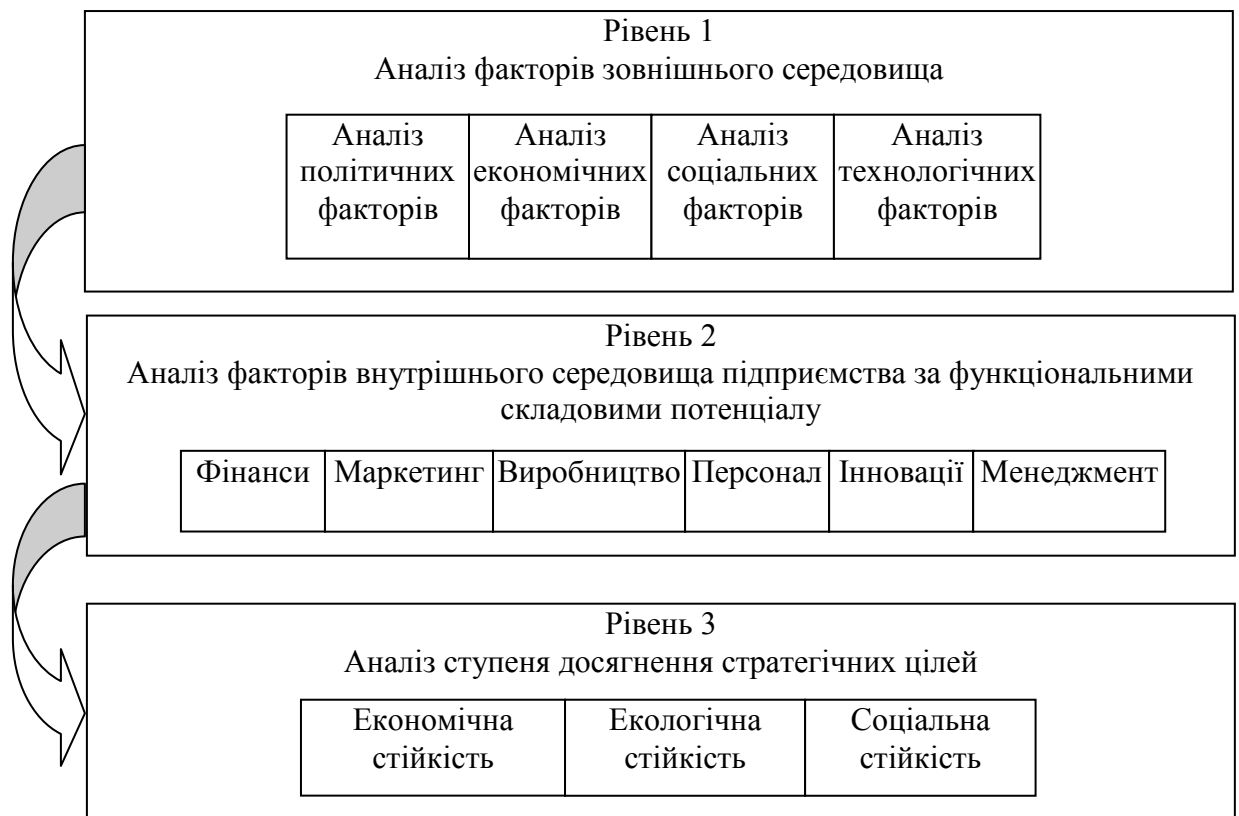 Рівень 1
Аналіз факторів зовнішнього середовища
Аналіз
політичних
факторів
Аналіз
економічних
факторів
Аналіз
соціальних
факторів
Аналіз
технологічних
факторів
Рівень 2
Аналіз факторів внутрішнього середовища підприємства за функціональними
складовими потенціалу
Фінанси
Маркетинг
Виробництво
Персонал
Інновації
Менеджмент
Рівень 3
Аналіз ступеня досягнення стратегічних цілей
Економічна
стійкість
Екологічна
стійкість
Соціальна
стійкість